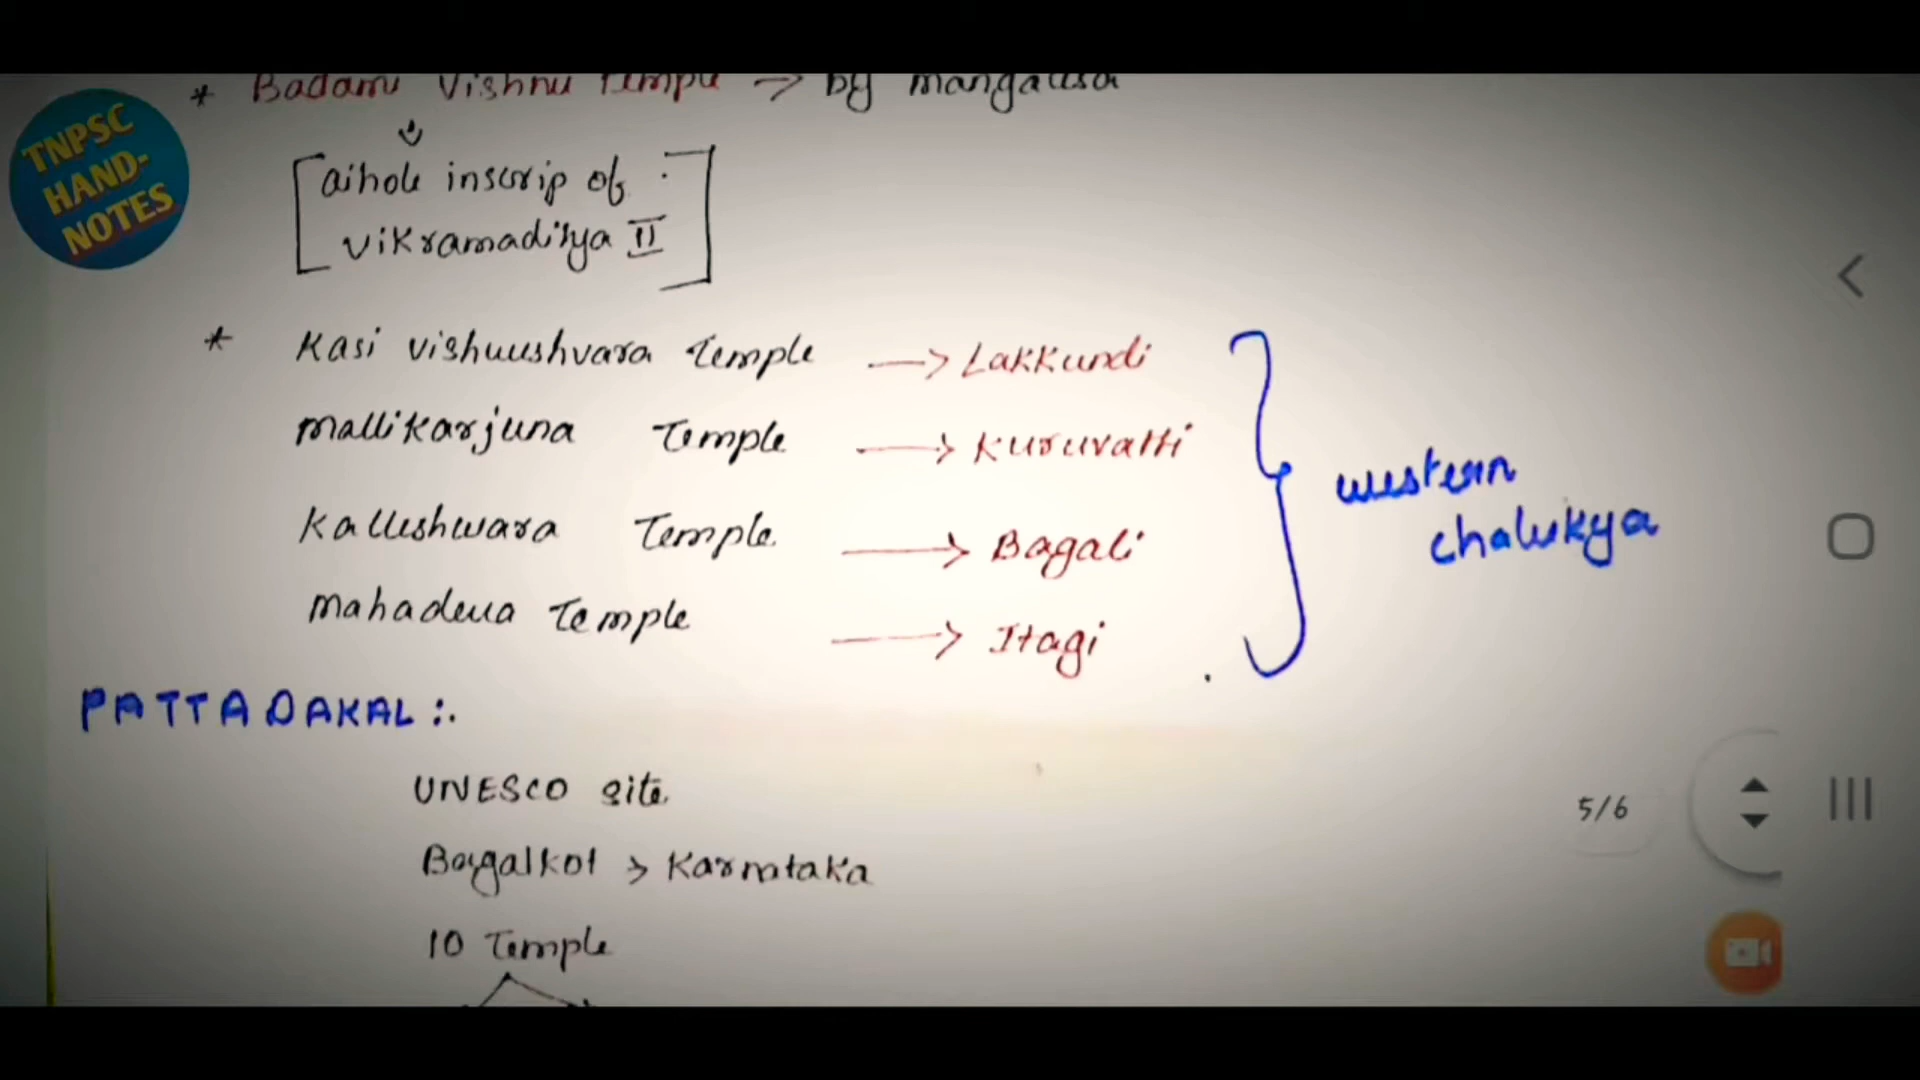 * Badami Vishnu Temple → by mangalisa
TNPSC
HAND-
NOTES
[aihole inscrip of
vikramaditya II]
* Kasi vishweshvara Temple → Lakkundi
mallikarjuna Temple → Kuruvatti
Kalleshwara Temple → Bagali
mahadeva Temple → Itagi
western
chalukya
PATTADAKAL :.
UNESCO site
Bagalkot > Karnataka
10 Temple
5/6